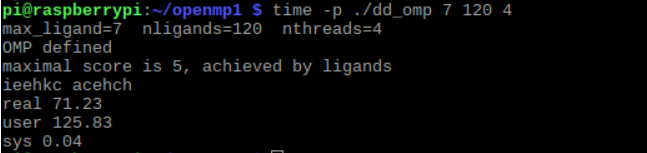 pi@raspberrypi:~/openmp1 $ time -p ./dd_omp 7 120 4
max_ligand=7  nligands=120  nthreads=4
OMP defined
maximal score is 5, achieved by ligands
ieehkc acehch
real 71.23
user 125.83
sys 0.04